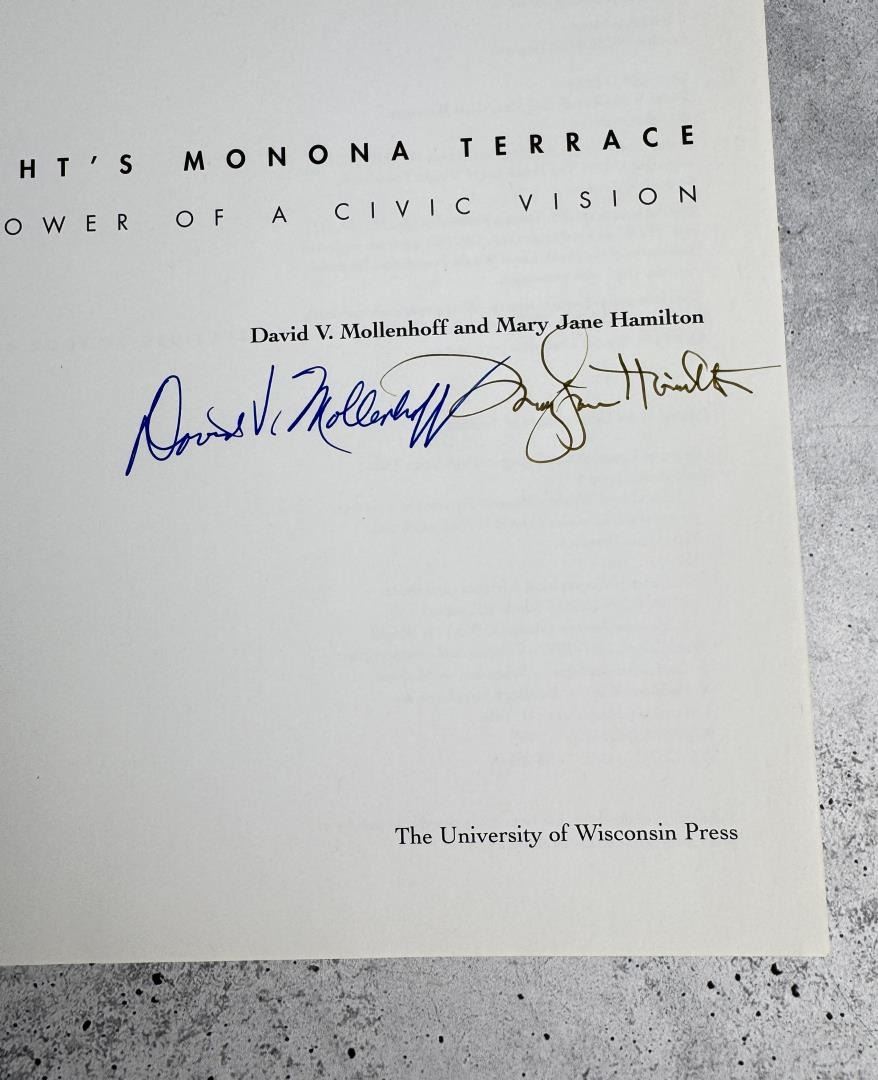 HT'S MONONA TERRACE
OWER OF A CIVIC VISION
David V. Mollenhoff and Mary Jane Hamilton
David V. Mollenhoff Mary Jane Hamilton
The University of Wisconsin Press